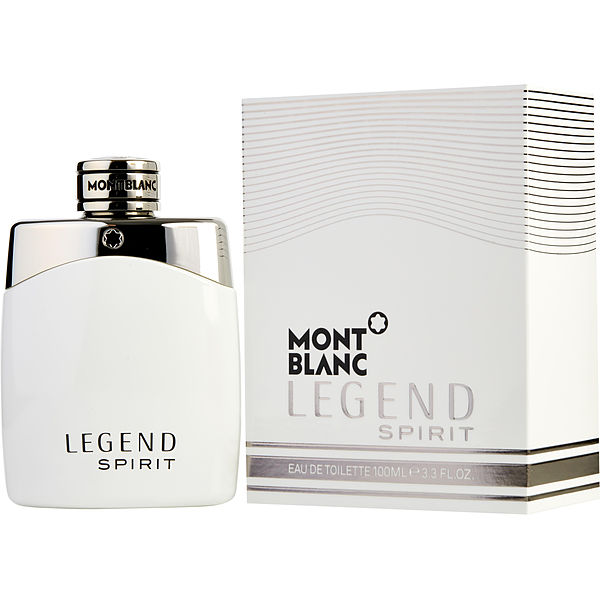 MONTBLANC
LEGEND
SPIRIT
MONT
BLANC
LEGEND
SPIRIT
EAU DE TOILETTE 100ML ℮ 3.3 FL.OZ.